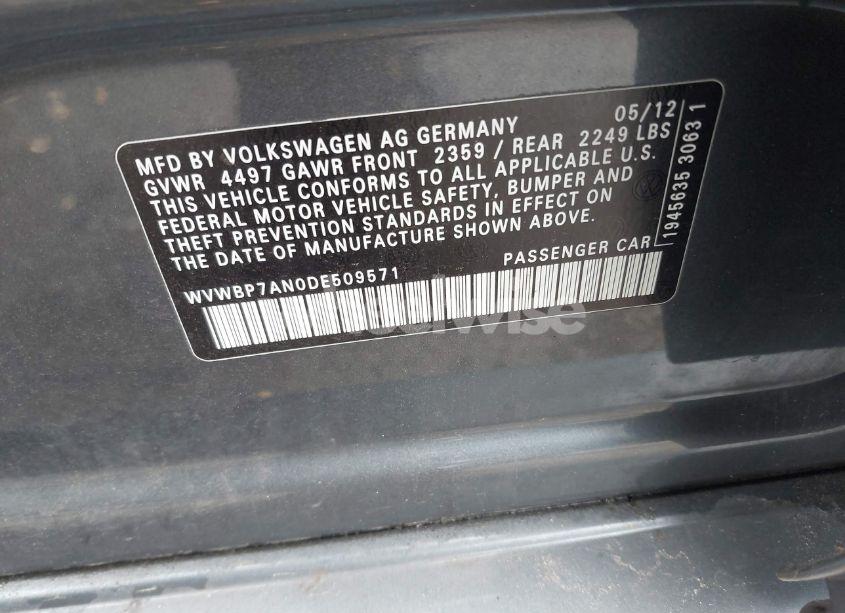 MFD BY VOLKSWAGEN AG GERMANY 05/12
GVWR 4497 GAWR FRONT 2359 / REAR 2249 LBS
THIS VEHICLE CONFORMS TO ALL APPLICABLE U.S.
FEDERAL MOTOR VEHICLE SAFETY, BUMPER AND
THEFT PREVENTION STANDARDS IN EFFECT ON
THE DATE OF MANUFACTURE SHOWN ABOVE.
WVWBP7AN0DE509571 PASSENGER CAR
1945635 3063 1